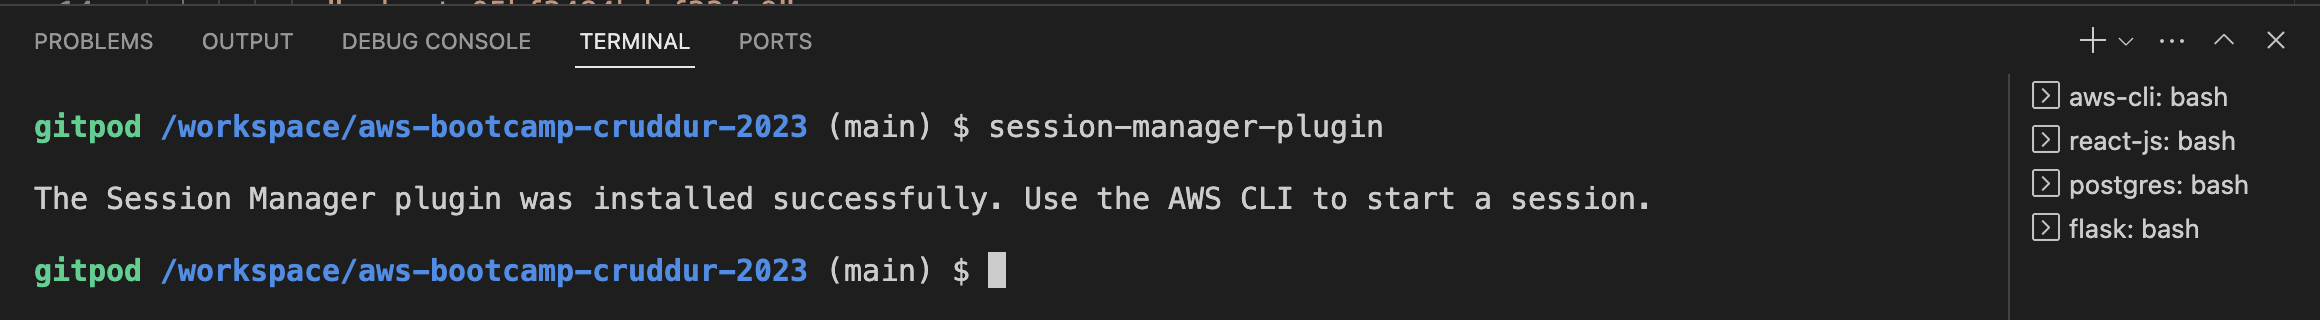 PROBLEMS OUTPUT DEBUG CONSOLE TERMINAL PORTS
gitpod /workspace/aws-bootcamp-cruddur-2023 (main) $ session-manager-plugin
The Session Manager plugin was installed successfully. Use the AWS CLI to start a session.
gitpod /workspace/aws-bootcamp-cruddur-2023 (main) $
aws-cli: bash
react-js: bash
postgres: bash
flask: bash